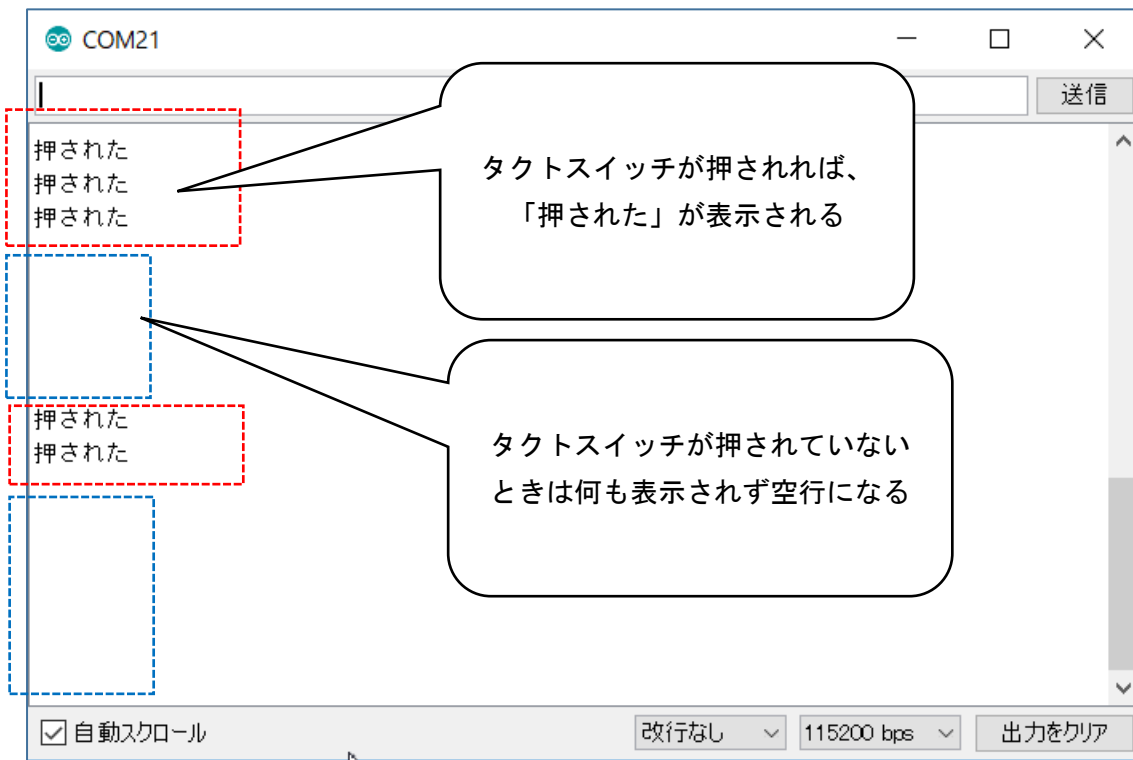 COM21
送信
押された
押された
押された
タクトスイッチが押されれば、
「押された」が表示される
押された
押された
タクトスイッチが押されていない
ときは何も表示されず空行になる
自動スクロール
改行なし
115200 bps
出力をクリア